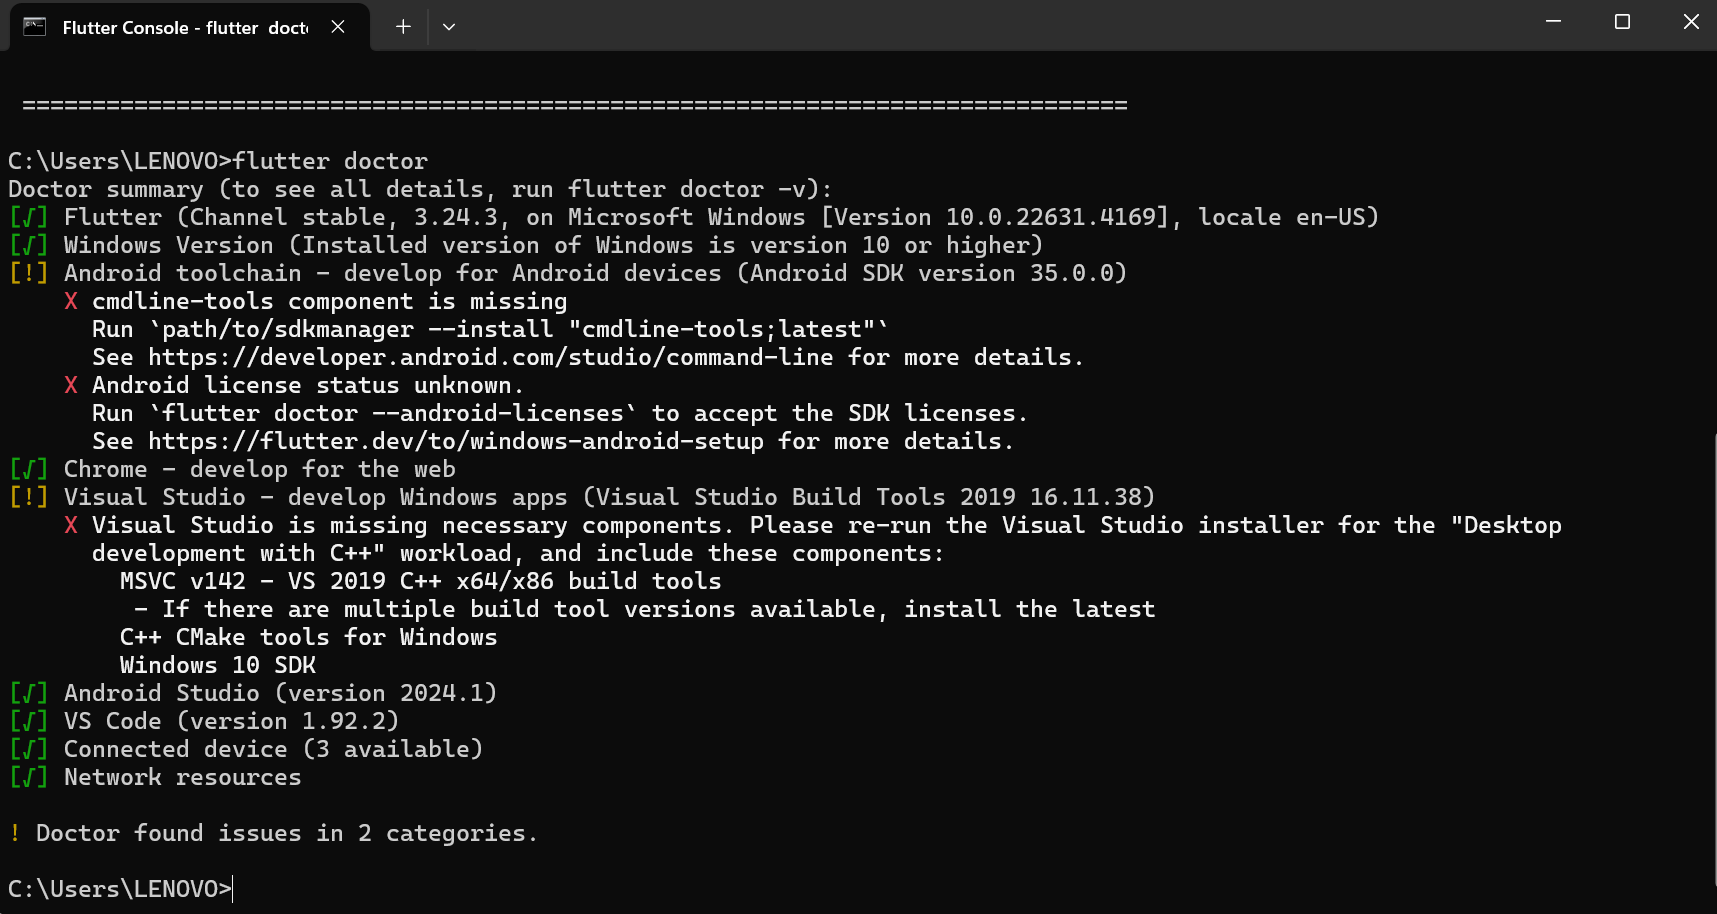 Flutter Console - flutter  docto
================================================================================
C:\Users\LENOVO>flutter doctor
Doctor summary (to see all details, run flutter doctor -v):
[√] Flutter (Channel stable, 3.24.3, on Microsoft Windows [Version 10.0.22631.4169], locale en-US)
[√] Windows Version (Installed version of Windows is version 10 or higher)
[!] Android toolchain - develop for Android devices (Android SDK version 35.0.0)
    X cmdline-tools component is missing
      Run `path/to/sdkmanager --install "cmdline-tools;latest"`
      See https://developer.android.com/studio/command-line for more details.
    X Android license status unknown.
      Run `flutter doctor --android-licenses` to accept the SDK licenses.
      See https://flutter.dev/to/windows-android-setup for more details.
[√] Chrome - develop for the web
[!] Visual Studio - develop Windows apps (Visual Studio Build Tools 2019 16.11.38)
    X Visual Studio is missing necessary components. Please re-run the Visual Studio installer for the "Desktop
      development with C++" workload, and include these components:
        MSVC v142 - VS 2019 C++ x64/x86 build tools
         - If there are multiple build tool versions available, install the latest
        C++ CMake tools for Windows
        Windows 10 SDK
[√] Android Studio (version 2024.1)
[√] VS Code (version 1.92.2)
[√] Connected device (3 available)
[√] Network resources
! Doctor found issues in 2 categories.
C:\Users\LENOVO>